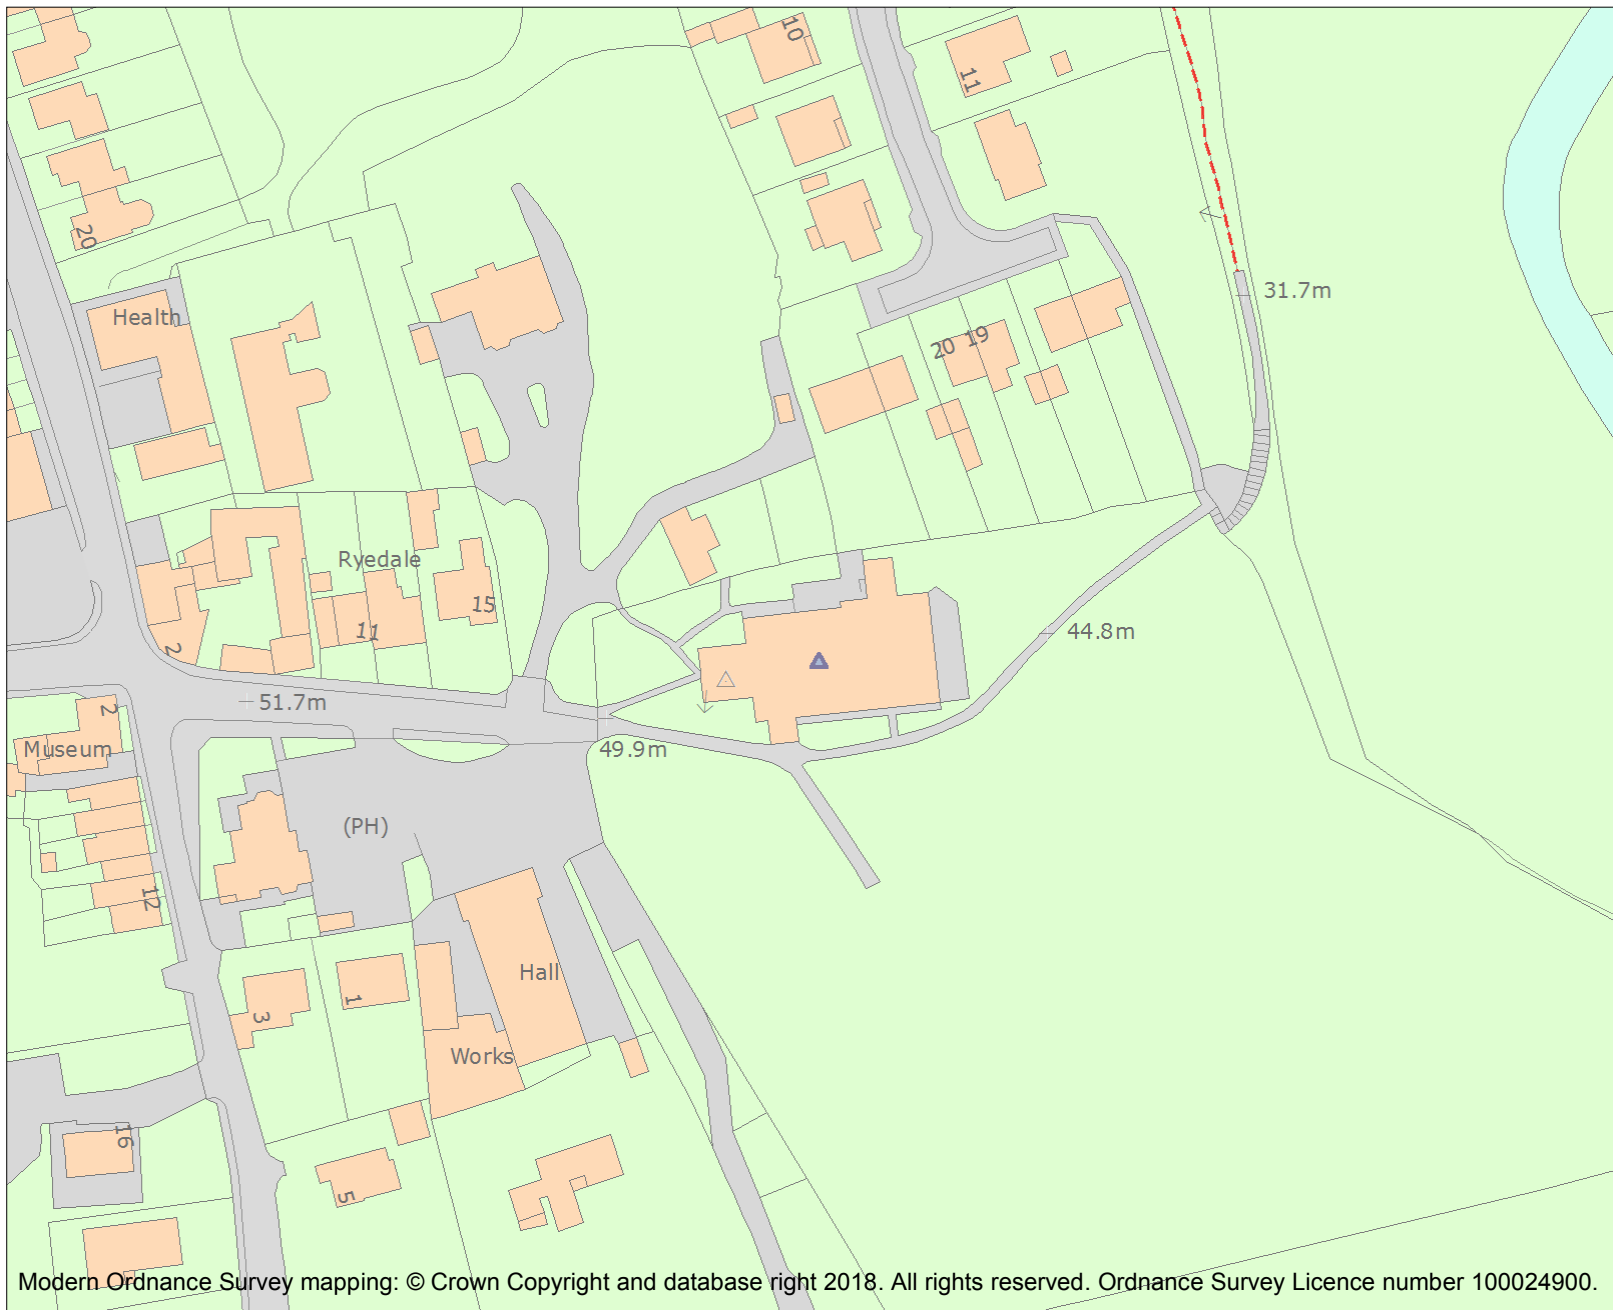 10
11
20
31.7m
Health
20 19
Ryedale
15
11
2
44.8m
51.7m
2
Museum
49.9m
(PH)
12
Hall
1
3
Works
16
5
Modern Ordnance Survey mapping: © Crown Copyright and database right 2018. All rights reserved. Ordnance Survey Licence number 100024900.